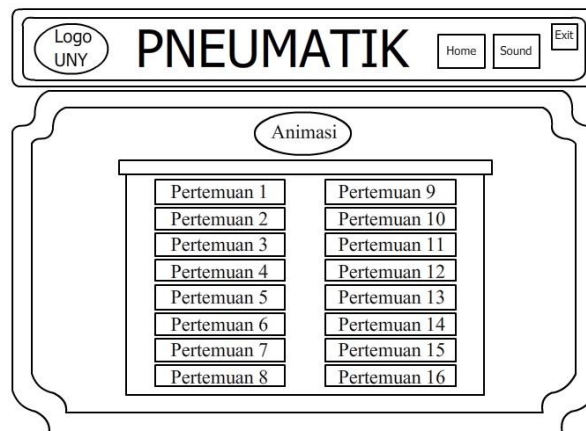 Logo
UNY
PNEUMATIK
Home
Sound
Exit
Animasi
Pertemuan 1
Pertemuan 2
Pertemuan 3
Pertemuan 4
Pertemuan 5
Pertemuan 6
Pertemuan 7
Pertemuan 8
Pertemuan 9
Pertemuan 10
Pertemuan 11
Pertemuan 12
Pertemuan 13
Pertemuan 14
Pertemuan 15
Pertemuan 16